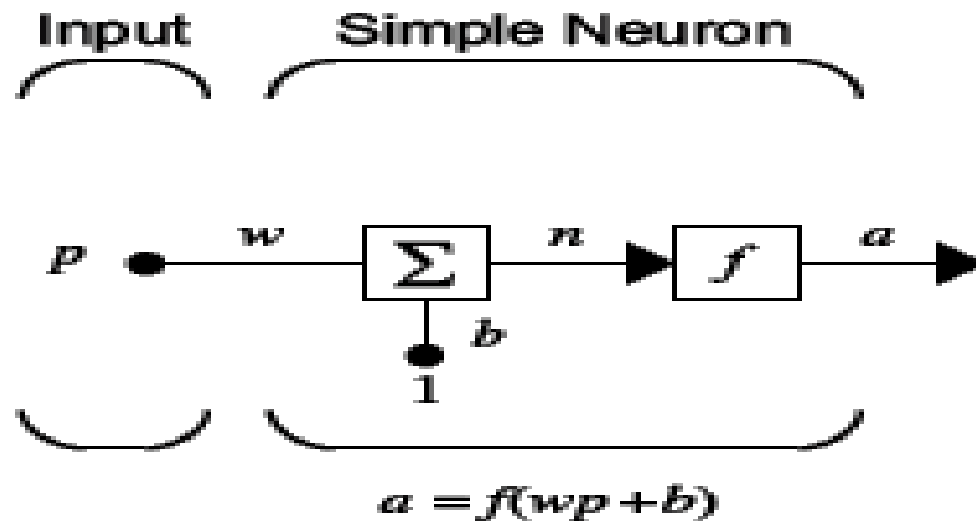 Input Simple Neuron
p w Σ n f a
b
1
a = f(wp + b)